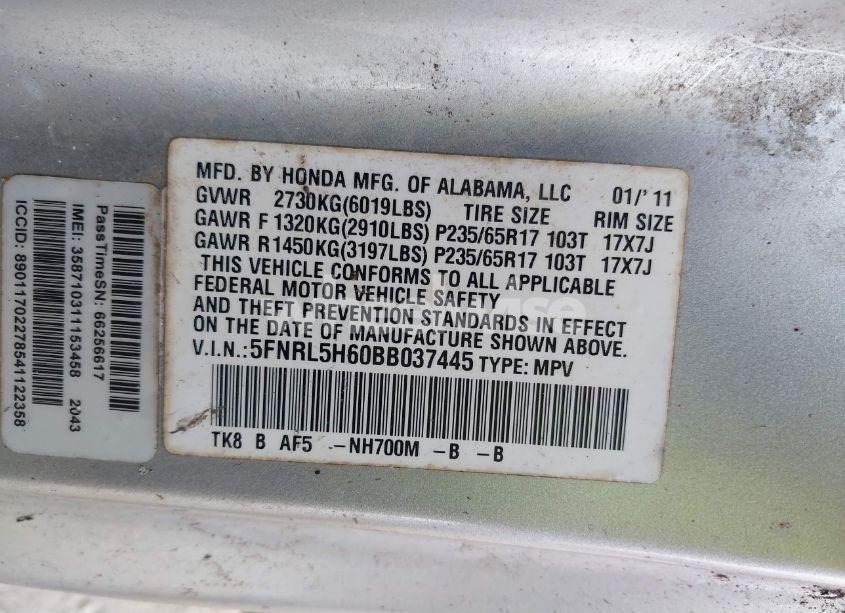 MFD. BY HONDA MFG. OF ALABAMA, LLC 01/'11
GVWR 2730KG(6019LBS) TIRE SIZE RIM SIZE
GAWR F 1320KG(2910LBS) P235/65R17 103T 17X7J
GAWR R 1450KG(3197LBS) P235/65R17 103T 17X7J
THIS VEHICLE CONFORMS TO ALL APPLICABLE
FEDERAL MOTOR VEHICLE SAFETY
AND THEFT PREVENTION STANDARDS IN EFFECT
ON THE DATE OF MANUFACTURE SHOWN ABOVE.
V.I.N.:5FNRL5H60BB037445 TYPE: MPV
TK8 B AF5 -NH700M -B -B
PassTimeSN: 66256617
IMEI: 358710311153458 2043
ICCID: 89011702278541122358